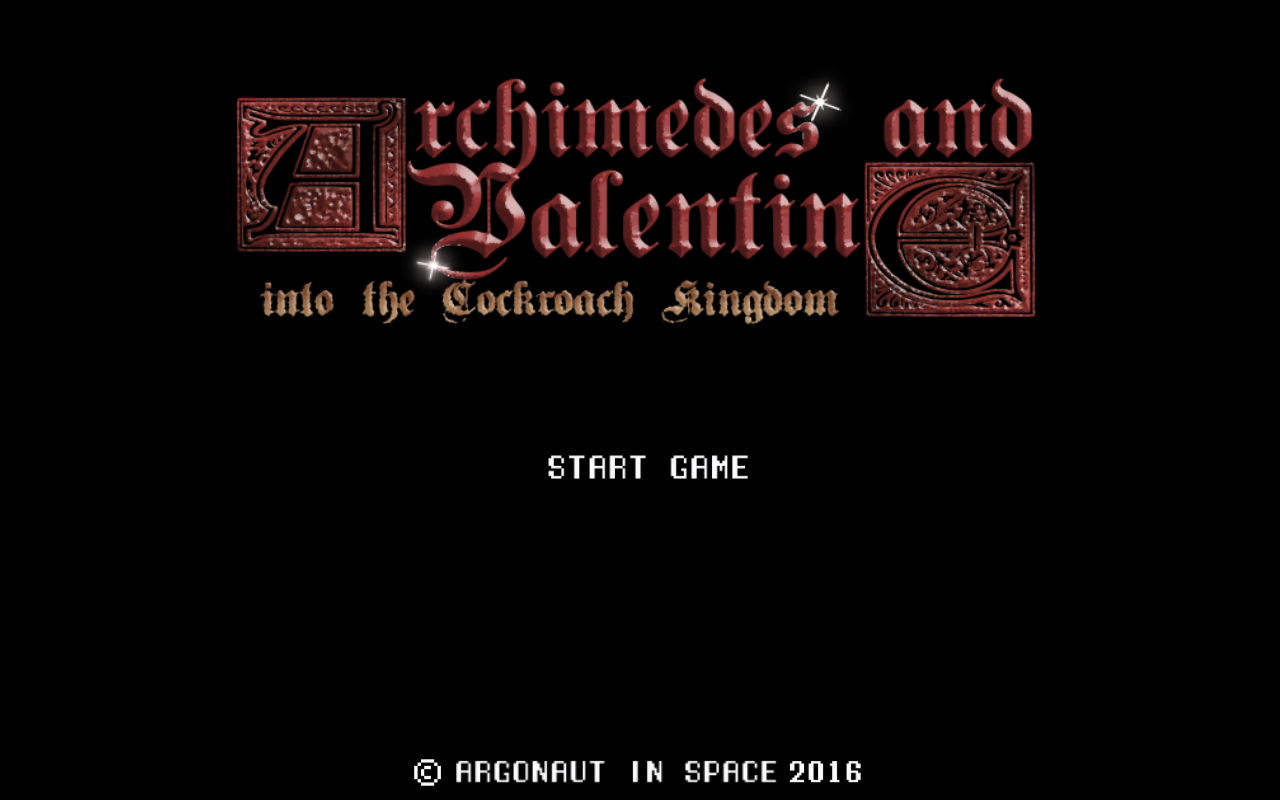 Archimedes and
Valentine
into the Cockroach Kingdom
START GAME
© ARGONAUT IN SPACE 2016